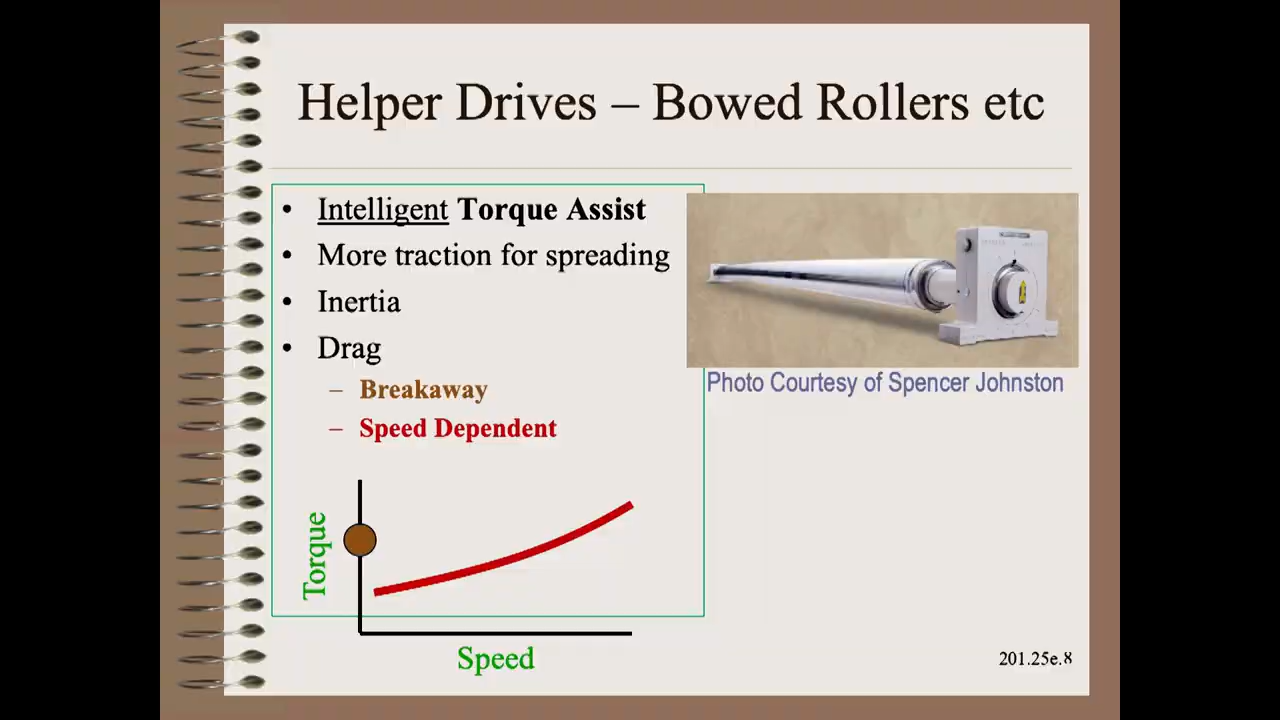 Helper Drives – Bowed Rollers etc
• Intelligent Torque Assist
• More traction for spreading
• Inertia
• Drag
– Breakaway
– Speed Dependent
Photo Courtesy of Spencer Johnston
Torque
Speed
201.25e.8